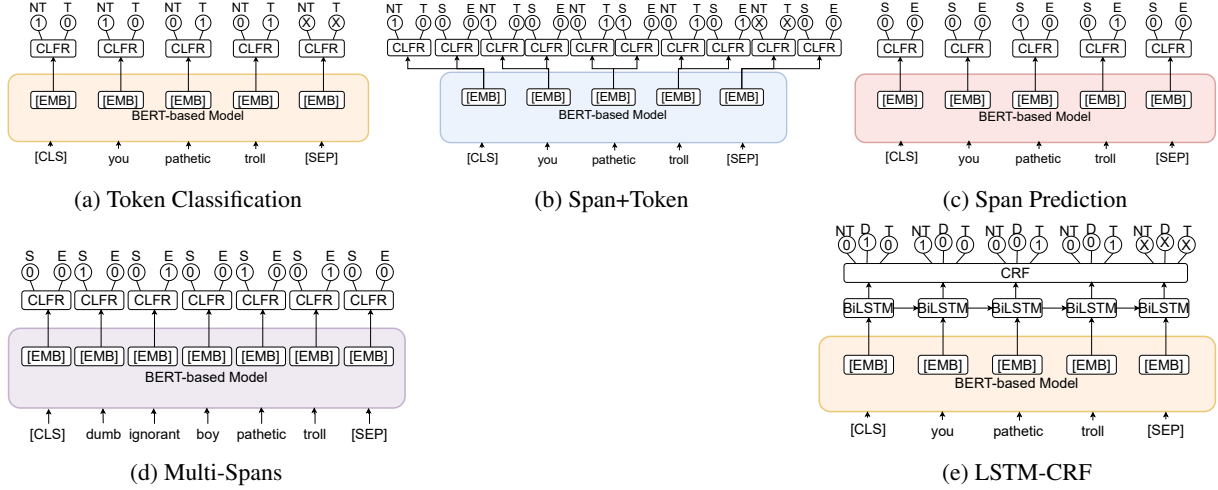 NT T NT T NT T NT T NT T
1 0 1 0 0 1 0 1 X X
CLFR CLFR CLFR CLFR CLFR
[EMB] [EMB] [EMB] [EMB] [EMB]
BERT-based Model
[CLS] you pathetic troll [SEP]
(a) Token Classification
NT T S E NT T S E NT T S E NT T S E NT T S E
1 0 0 0 1 0 0 0 0 1 1 0 0 1 0 1 X X 0 0
CLFR CLFR CLFR CLFR CLFR CLFR CLFR CLFR CLFR CLFR
[EMB] [EMB] [EMB] [EMB] [EMB]
BERT-based Model
[CLS] you pathetic troll [SEP]
(b) Span+Token
S E S E S E S E S E
0 0 0 0 1 0 0 1 0 0
CLFR CLFR CLFR CLFR CLFR
[EMB] [EMB] [EMB] [EMB] [EMB]
BERT-based Model
[CLS] you pathetic troll [SEP]
(c) Span Prediction
S E S E S E S E S E S E S E
0 0 1 0 0 1 0 0 1 0 0 1 0 0
CLFR CLFR CLFR CLFR CLFR CLFR CLFR
[EMB] [EMB] [EMB] [EMB] [EMB] [EMB] [EMB]
BERT-based Model
[CLS] dumb ignorant boy pathetic troll [SEP]
(d) Multi-Spans
NT D T NT D T NT D T NT D T NT D T
0 1 0 1 0 0 0 0 1 0 0 1 X X X
CRF
BiLSTM BiLSTM BiLSTM BiLSTM BiLSTM
[EMB] [EMB] [EMB] [EMB] [EMB]
BERT-based Model
[CLS] you pathetic troll [SEP]
(e) LSTM-CRF